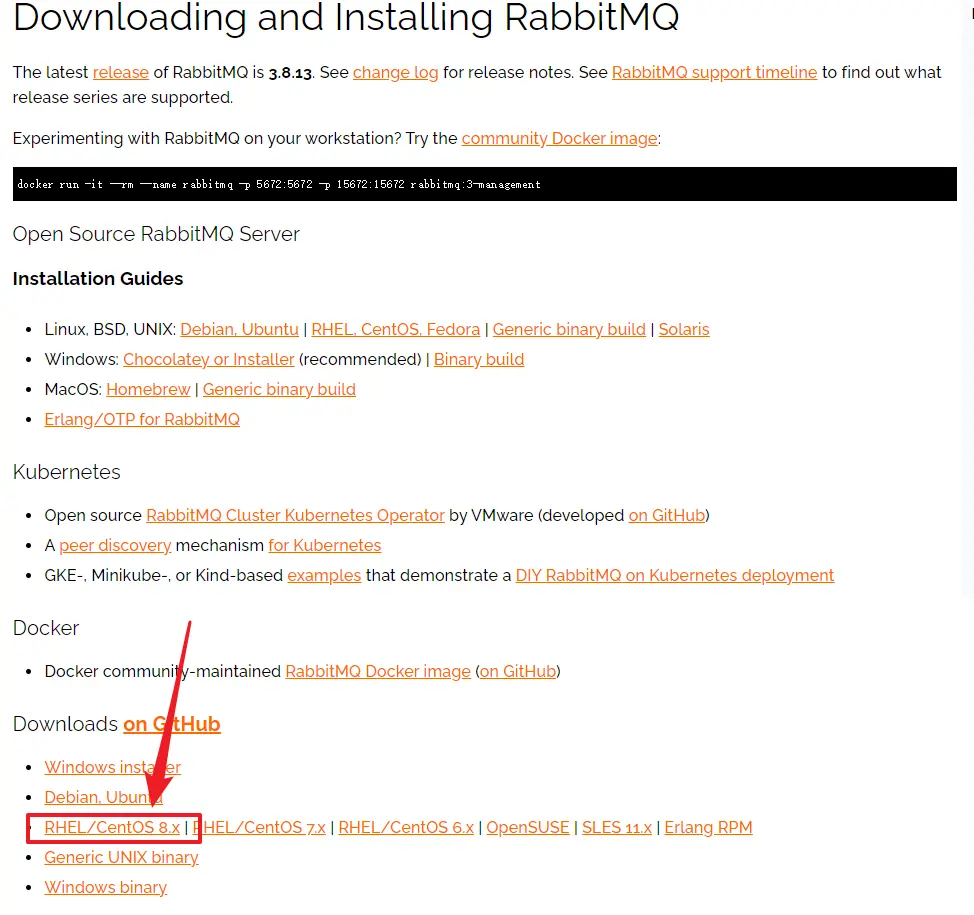 Downloading and Installing RabbitMQ
The latest release of RabbitMQ is 3.8.13. See change log for release notes. See RabbitMQ support timeline to find out what
release series are supported.
Experimenting with RabbitMQ on your workstation? Try the community Docker image:
docker run -it --rm --name rabbitmq -p 5672:5672 -p 15672:15672 rabbitmq:3-management
Open Source RabbitMQ Server
Installation Guides
• Linux, BSD, UNIX: Debian, Ubuntu | RHEL, CentOS, Fedora | Generic binary build | Solaris
• Windows: Chocolatey or Installer (recommended) | Binary build
• MacOS: Homebrew | Generic binary build
• Erlang/OTP for RabbitMQ
Kubernetes
• Open source RabbitMQ Cluster Kubernetes Operator by VMware (developed on GitHub)
• A peer discovery mechanism for Kubernetes
• GKE-, Minikube-, or Kind-based examples that demonstrate a DIY RabbitMQ on Kubernetes deployment
Docker
• Docker community-maintained RabbitMQ Docker image (on GitHub)
Downloads on GitHub
• Windows installer
• Debian, Ubuntu
• RHEL/CentOS 8.x | RHEL/CentOS 7.x | RHEL/CentOS 6.x | OpenSUSE | SLES 11.x | Erlang RPM
• Generic UNIX binary
• Windows binary